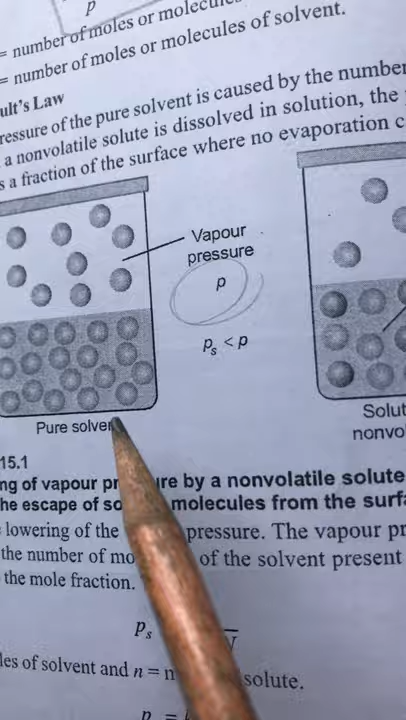 p
= number of moles or molecules
= number of moles or molecules of solvent.
ult's Law
ressure of the pure solvent is caused by the number
a nonvolatile solute is dissolved in solution, the
s a fraction of the surface where no evaporation c
Vapour
pressure
p
pₛ < p
Pure solven
Solut
nonvo
15.1
ng of vapour pr ure by a nonvolatile solute
he escape of so molecules from the surfa
lowering of the pressure. The vapour pr
the number of mo of the solvent present
the mole fraction.
pₛ
les of solvent and n = n solute.
p =